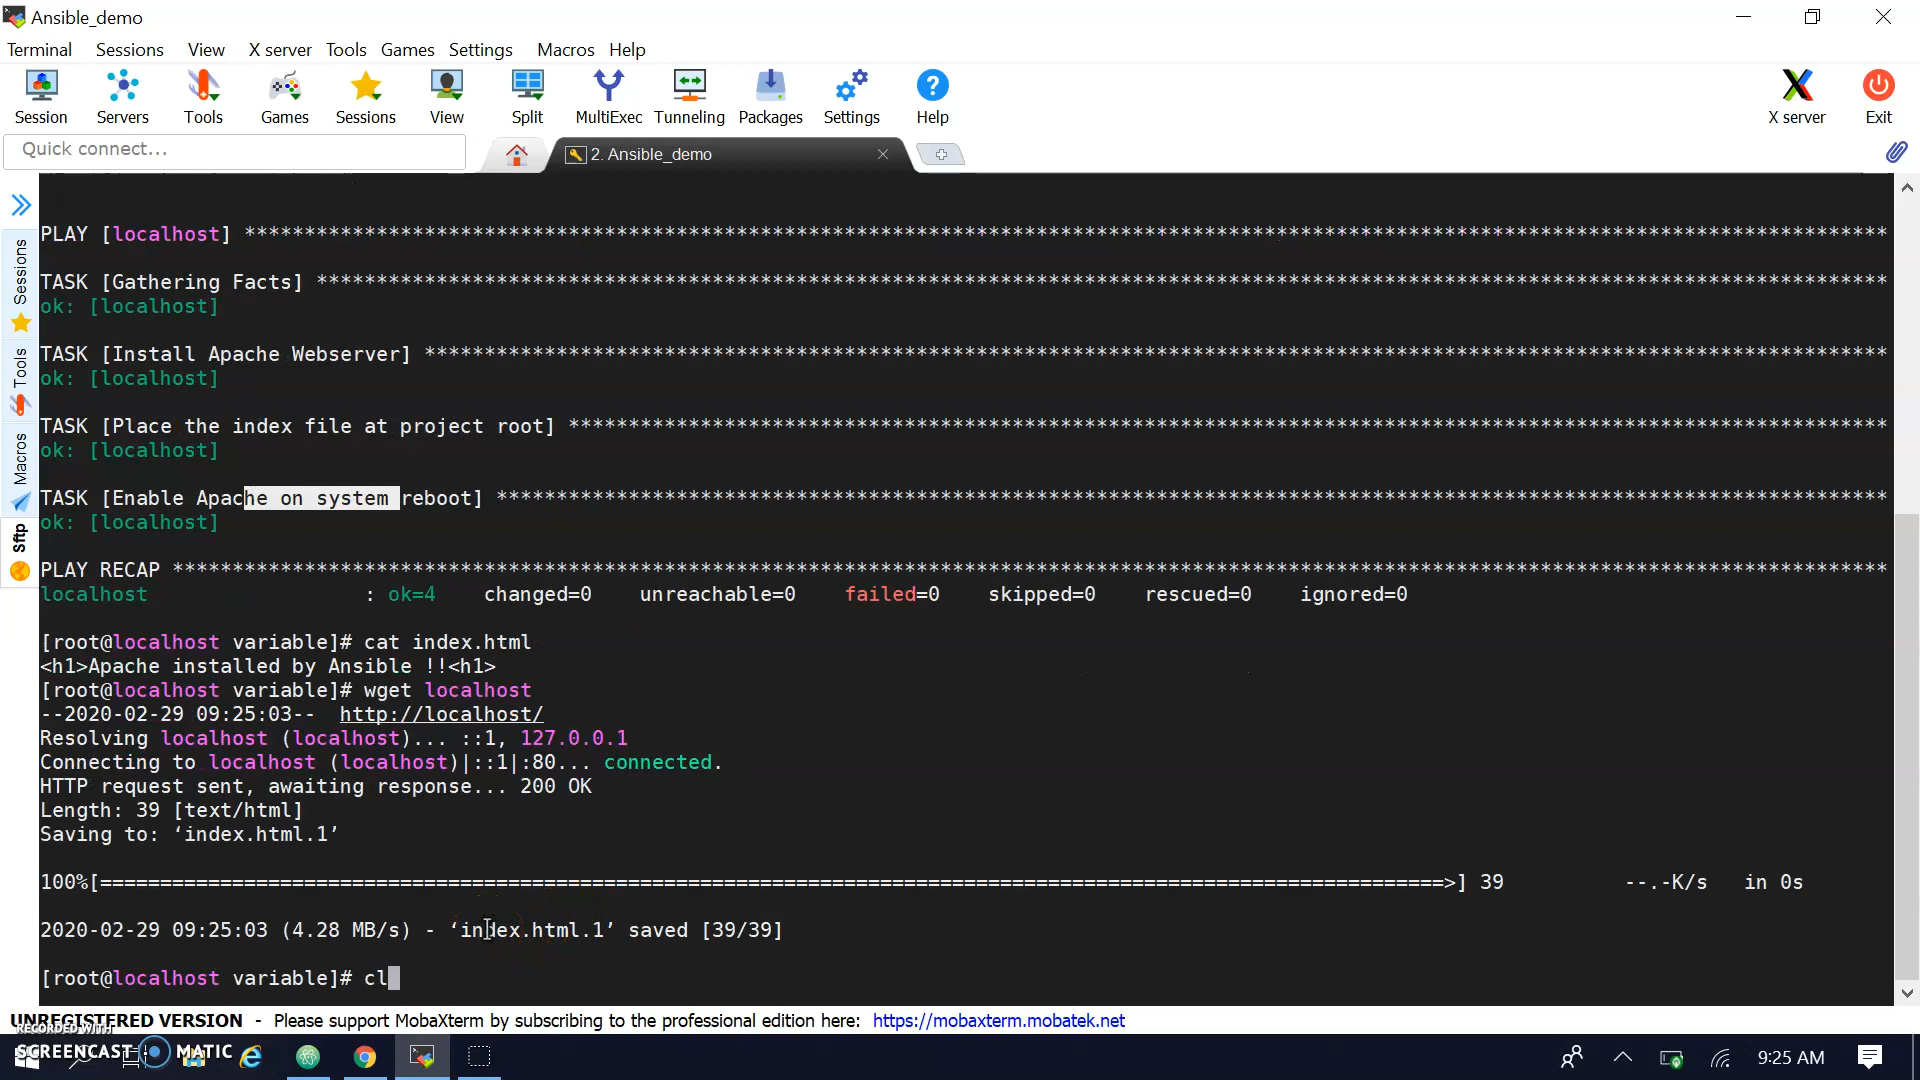 Ansible_demo
Terminal Sessions View X server Tools Games Settings Macros Help
Session Servers Tools Games Sessions View Split MultiExec Tunneling Packages Settings Help X server Exit
Quick connect...
2. Ansible_demo
Sessions
Tools
Macros
Sftp
PLAY [localhost] *****************************************************************************************************************************************
TASK [Gathering Facts] ***********************************************************************************************************************************
ok: [localhost]
TASK [Install Apache Webserver] **************************************************************************************************************************
ok: [localhost]
TASK [Place the index file at project root] **************************************************************************************************************
ok: [localhost]
TASK [Enable Apache on system reboot] ********************************************************************************************************************
ok: [localhost]
PLAY RECAP ***********************************************************************************************************************************************
localhost : ok=4 changed=0 unreachable=0 failed=0 skipped=0 rescued=0 ignored=0
[root@localhost variable]# cat index.html
<h1>Apache installed by Ansible !!<h1>
[root@localhost variable]# wget localhost
--2020-02-29 09:25:03-- http://localhost/
Resolving localhost (localhost)... ::1, 127.0.0.1
Connecting to localhost (localhost)|::1|:80... connected.
HTTP request sent, awaiting response... 200 OK
Length: 39 [text/html]
Saving to: ‘index.html.1’
100%[================================================================================================================>] 39 --.-K/s in 0s
2020-02-29 09:25:03 (4.28 MB/s) - ‘index.html.1’ saved [39/39]
[root@localhost variable]# cl
UNREGISTERED VERSION - Please support MobaXterm by subscribing to the professional edition here: https://mobaxterm.mobatek.net
RECORDED WITH
SCREENCAST MATIC
9:25 AM